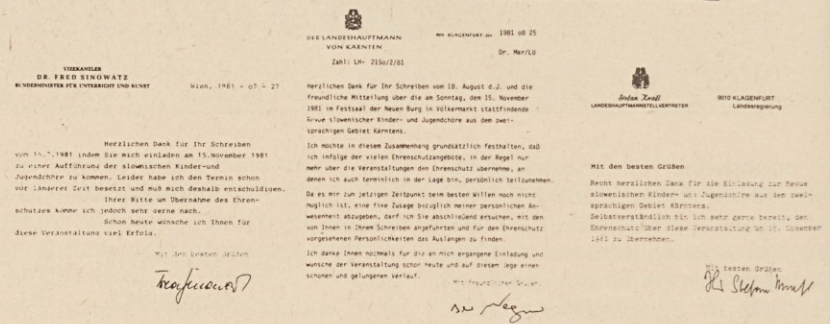 VIZEKANZLER
DR. FRED SINOWATZ
BUNDESMINISTER FÜR UNTERRICHT UND KUNST
Wien, 1981 - 07 - 27
Herzlichen Dank für Ihr Schreiben
vom 1981 indem Sie mich einladen am 15.November 1981
zu einer Aufführung der slownischen Kinder-und
Jugendchöre zu kommen. Leider habe ich den Termin schon
vor längerer Zeit besetzt und muß mich deshalb entschuldigen.
Ihrer Bitte um Übernahme des Ehren-
schutzes komme ich jedoch sehr gerne nach.
Schon heute wünsche ich Ihnen für
diese Veranstaltung viel Erfolg.
Mit den besten Grüßen
DER LANDESHAUPTMANN
VON KAERNTEN
KLAGENFURT 1981 08 25
Dr. Mar/Lö
Zahl: LH- 2150/2/81
Herzlichen Dank für Ihr Schreiben vom 18. August d.J. und die
freundliche Mitteilung über die am Sonntag, dem 15. November
1981 im Festsaal der Neuen Burg in Völkermarkt stattfindende
Revue slowenischer Kinder- und Jugendchöre aus dem zwei-
sprachigen Gebiet Kärntens.
Ich möchte in diesem Zusammenhang grundsätzlich festhalten, daß
ich infolge der vielen Ehrenschutzangebote, in der Regel nur
mehr über die Veranstaltungen den Ehrenschutz übernehme, an
denen ich auch terminlich in der Lage bin, persönlich teilzunehmen.
Da es mir zum jetzigen Zeitpunkt beim besten Willen noch nicht
möglich ist, eine fixe Zusage bezüglich meiner persönlichen An-
wesenheit abzugeben, darf ich Sie abschließend ersuchen, mit den
von Ihnen in Ihrem Schreiben angeführten und für den Ehrenschutz
vorgesehenen Persönlichkeiten das Auslangen zu finden.
Ich danke Ihnen nochmals für die an mich ergangene Einladung und
wünsche der Veranstaltung schon heute und auf diesem Wege einen
schönen und gelungenen Verlauf.
Mit freundlichen Grüßen
Stefan Knafl
LANDESHAUPTMANNSTELLVERTRETER
9010 KLAGENFURT
Landesregierung
Mit den besten Grüßen
Recht herzlichen Dank für die Einladung zur Revue
slowenischer Kinder- und Jugendchöre aus dem zwei-
sprachigen Gebiet Kärntens.
Selbstverständlich bin ich sehr gerne bereit, den
Ehrenschutz über diese Veranstaltung am 15. November
1981 zu übernehmen.
Mit besten Grüßen
Ihr Stefan Knafl